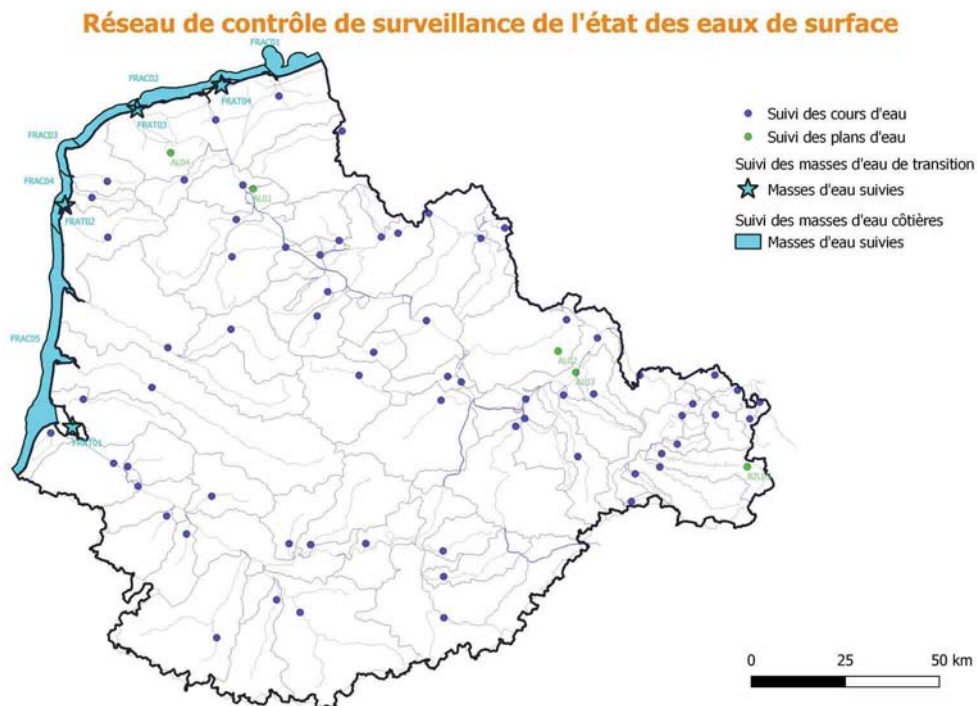 Réseau de contrôle de surveillance de l'état des eaux de surface
FRAC01
FRAC02
FRAT04
FRAT03
FRAC03
AL04
FRAC04
AL01
FRAT02
FRAC05
AL02
AL03
FRAT01
Suivi des cours d'eau
Suivi des plans d'eau
Suivi des masses d'eau de transition
Masses d'eau suivies
Suivi des masses d'eau côtières
Masses d'eau suivies
0 25 50 km